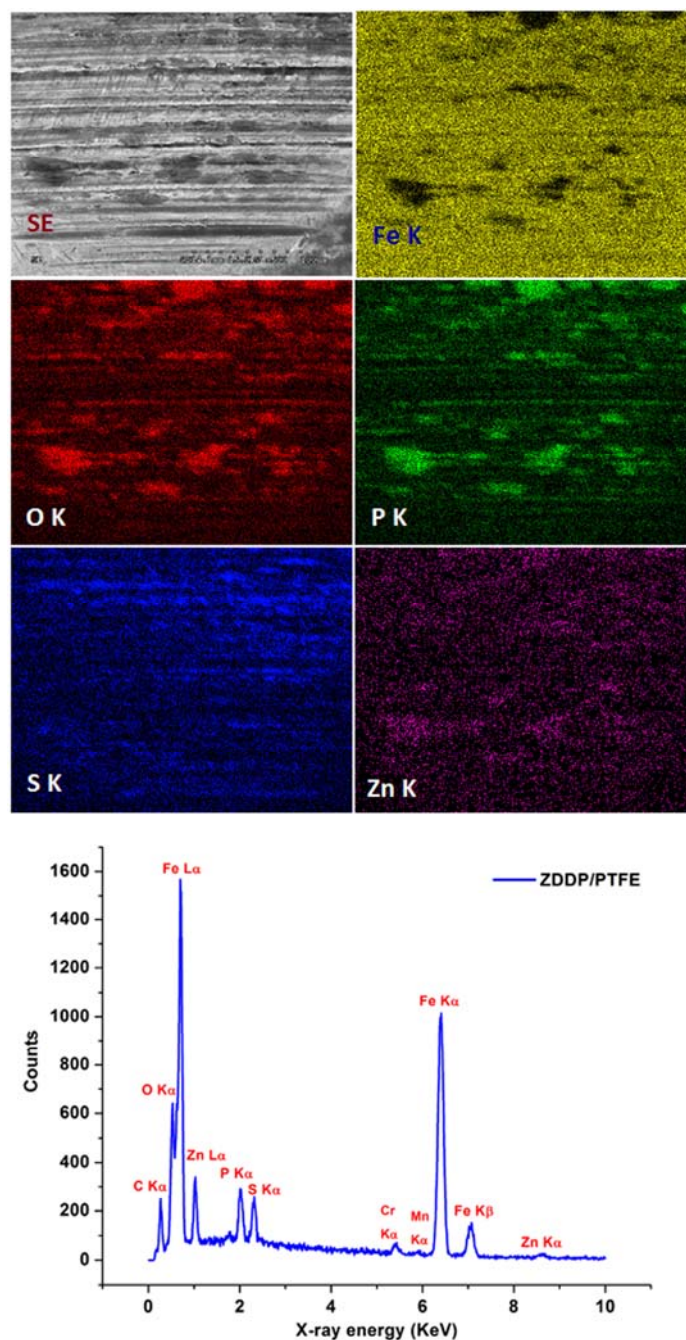 SE
Fe K
O K
P K
S K
Zn K
ZDDP/PTFE
Fe Lα
Fe Kα
O Kα
Zn Lα
P Kα
S Kα
C Kα
Cr
Kα
Mn
Kα
Fe Kβ
Zn Kα
Counts
1600
1400
1200
1000
800
600
400
200
0
0 2 4 6 8 10
X-ray energy (KeV)